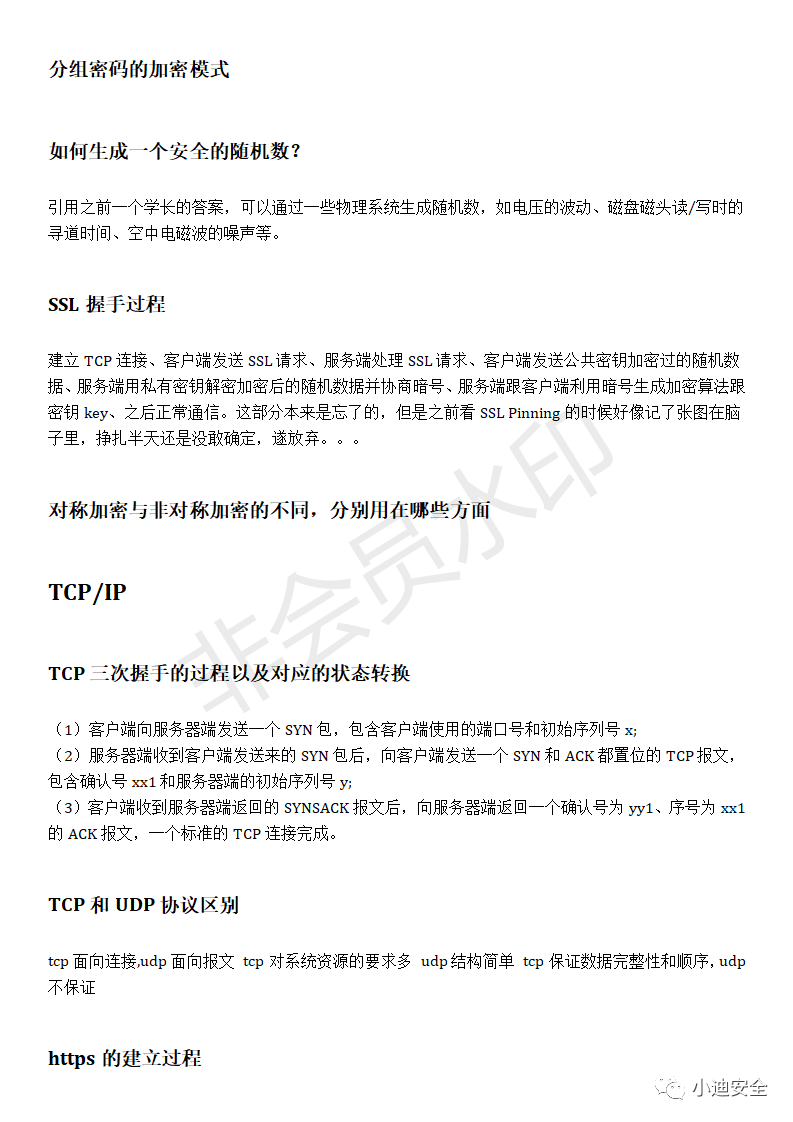 分组密码的加密模式
如何生成一个安全的随机数？
引用之前一个学长的答案，可以通过一些物理系统生成随机数，如电压的波动、磁盘磁头读/写时的
寻道时间、空中电磁波的噪声等。
SSL 握手过程
建立 TCP 连接、客户端发送 SSL 请求、服务端处理 SSL 请求、客户端发送公共密钥加密过的随机数
据、服务端用私有密钥解密加密后的随机数据并协商暗号、服务端跟客户端利用暗号生成加密算法跟
密钥 key、之后正常通信。这部分本来是忘了的，但是之前看 SSL Pinning 的时候好像记了张图在脑
子里，挣扎半天还是没敢确定，遂放弃。。。
对称加密与非对称加密的不同，分别用在哪些方面
TCP/IP
TCP 三次握手的过程以及对应的状态转换
（1）客户端向服务器端发送一个 SYN 包，包含客户端使用的端口号和初始序列号 x;
（2）服务器端收到客户端发送来的 SYN 包后，向客户端发送一个 SYN 和 ACK 都置位的 TCP 报文，
包含确认号 xx1 和服务器端的初始序列号 y;
（3）客户端收到服务器端返回的 SYNSACK 报文后，向服务器端返回一个确认号为 yy1、序号为 xx1
的 ACK 报文，一个标准的 TCP 连接完成。
TCP 和 UDP 协议区别
tcp 面向连接,udp 面向报文 tcp 对系统资源的要求多 udp 结构简单 tcp 保证数据完整性和顺序，udp
不保证
https 的建立过程
非会员水印
小迪安全